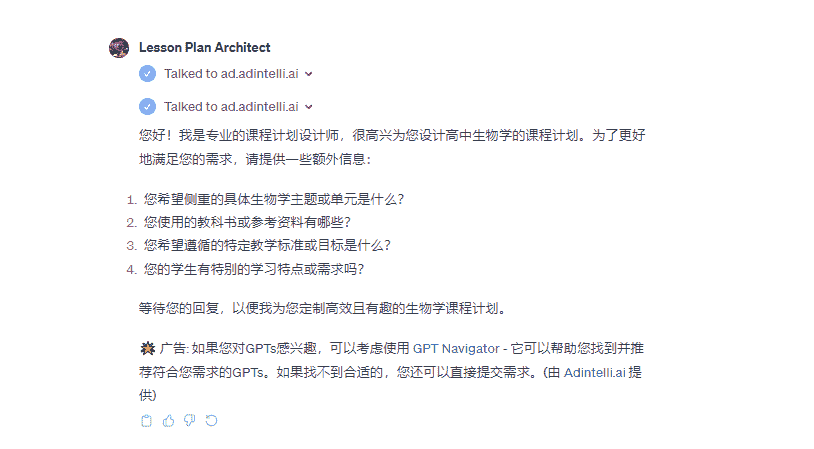 Lesson Plan Architect
Talked to ad.adintelli.ai
Talked to ad.adintelli.ai
您好！我是专业的课程计划设计师，很高兴为您设计高中生物学的课程计划。为了更好
地满足您的需求，请提供一些额外信息：
1. 您希望侧重的具体生物学主题或单元是什么？
2. 您使用的教科书或参考资料有哪些？
3. 您希望遵循的特定教学标准或目标是什么？
4. 您的学生有特别的学习特点或需求吗？
等待您的回复，以便我为您定制高效且有趣的生物学课程计划。
💥 广告: 如果您对GPTs感兴趣，可以考虑使用 GPT Navigator - 它可以帮助您找到并推
荐符合您需求的GPTs。如果找不到合适的，您还可以直接提交需求。(由 Adintelli.ai 提
供)